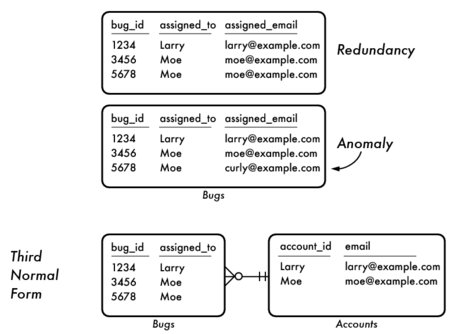 bug_id assigned_to assigned_email
1234 Larry larry@example.com
3456 Moe moe@example.com
5678 Moe moe@example.com
Redundancy
bug_id assigned_to assigned_email
1234 Larry larry@example.com
3456 Moe moe@example.com
5678 Moe curly@example.com
Anomaly
Bugs
Third
Normal
Form
bug_id assigned_to
1234 Larry
3456 Moe
5678 Moe
Bugs
account_id email
Larry larry@example.com
Moe moe@example.com
Accounts